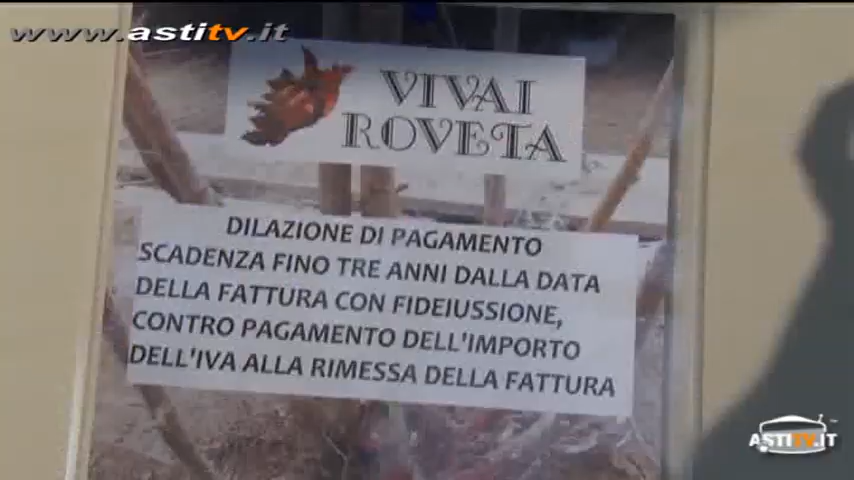 www.astitv.it
VIVAI
ROVETA
DILAZIONE DI PAGAMENTO
SCADENZA FINO TRE ANNI DALLA DATA
DELLA FATTURA CON FIDEIUSSIONE,
CONTRO PAGAMENTO DELL'IMPORTO
DELL'IVA ALLA RIMESSA DELLA FATTURA
ASTITV.IT